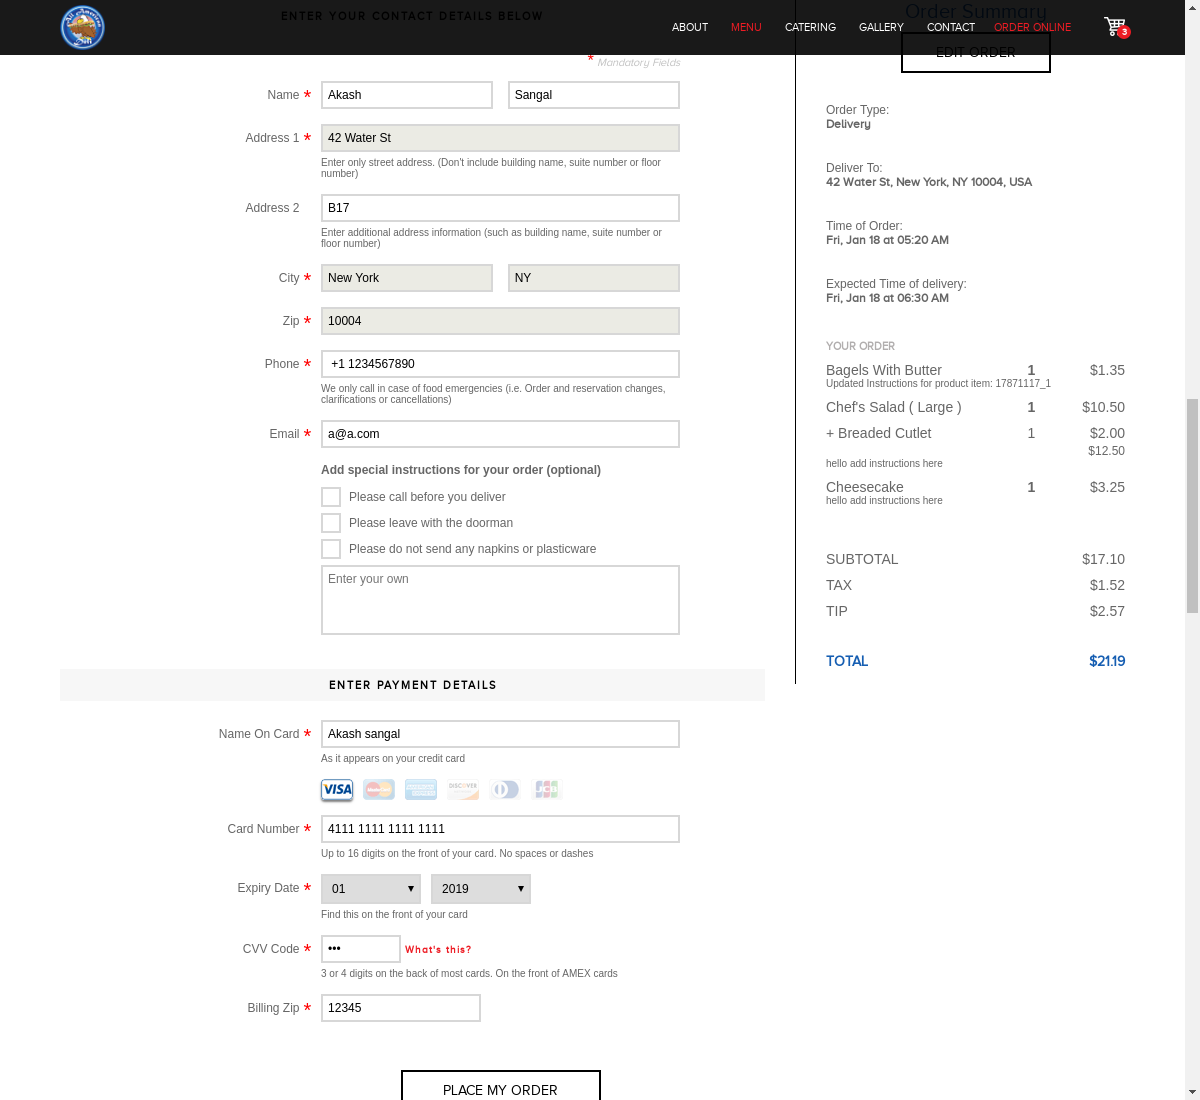 ENTER YOUR CONTACT DETAILS BELOW
All American Deli
ABOUT MENU CATERING GALLERY CONTACT ORDER ONLINE 3
* Mandatory Fields
Name * Akash Sangal
Address 1 * 42 Water St
Enter only street address. (Don't include building name, suite number or floor
number)
Address 2 B17
Enter additional address information (such as building name, suite number or
floor number)
City * New York NY
Zip * 10004
Phone * +1 1234567890
We only call in case of food emergencies (i.e. Order and reservation changes,
clarifications or cancellations)
Email * a@a.com
Add special instructions for your order (optional)
Please call before you deliver
Please leave with the doorman
Please do not send any napkins or plasticware
Enter your own
ENTER PAYMENT DETAILS
Name On Card * Akash sangal
As it appears on your credit card
VISA MasterCard AMERICAN EXPRESS DISCOVER JCB
Card Number * 4111 1111 1111 1111
Up to 16 digits on the front of your card. No spaces or dashes
Expiry Date * 01 2019
Find this on the front of your card
CVV Code * ••• What's this?
3 or 4 digits on the back of most cards. On the front of AMEX cards
Billing Zip * 12345
PLACE MY ORDER
Order Summary
EDIT ORDER
Order Type:
Delivery
Deliver To:
42 Water St, New York, NY 10004, USA
Time of Order:
Fri, Jan 18 at 05:20 AM
Expected Time of delivery:
Fri, Jan 18 at 06:30 AM
YOUR ORDER
Bagels With Butter 1 $1.35
Updated Instructions for product item: 17871117_1
Chef's Salad ( Large ) 1 $10.50
+ Breaded Cutlet 1 $2.00
$12.50
hello add instructions here
Cheesecake 1 $3.25
hello add instructions here
SUBTOTAL $17.10
TAX $1.52
TIP $2.57
TOTAL $21.19